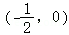 (-1/2, 0)